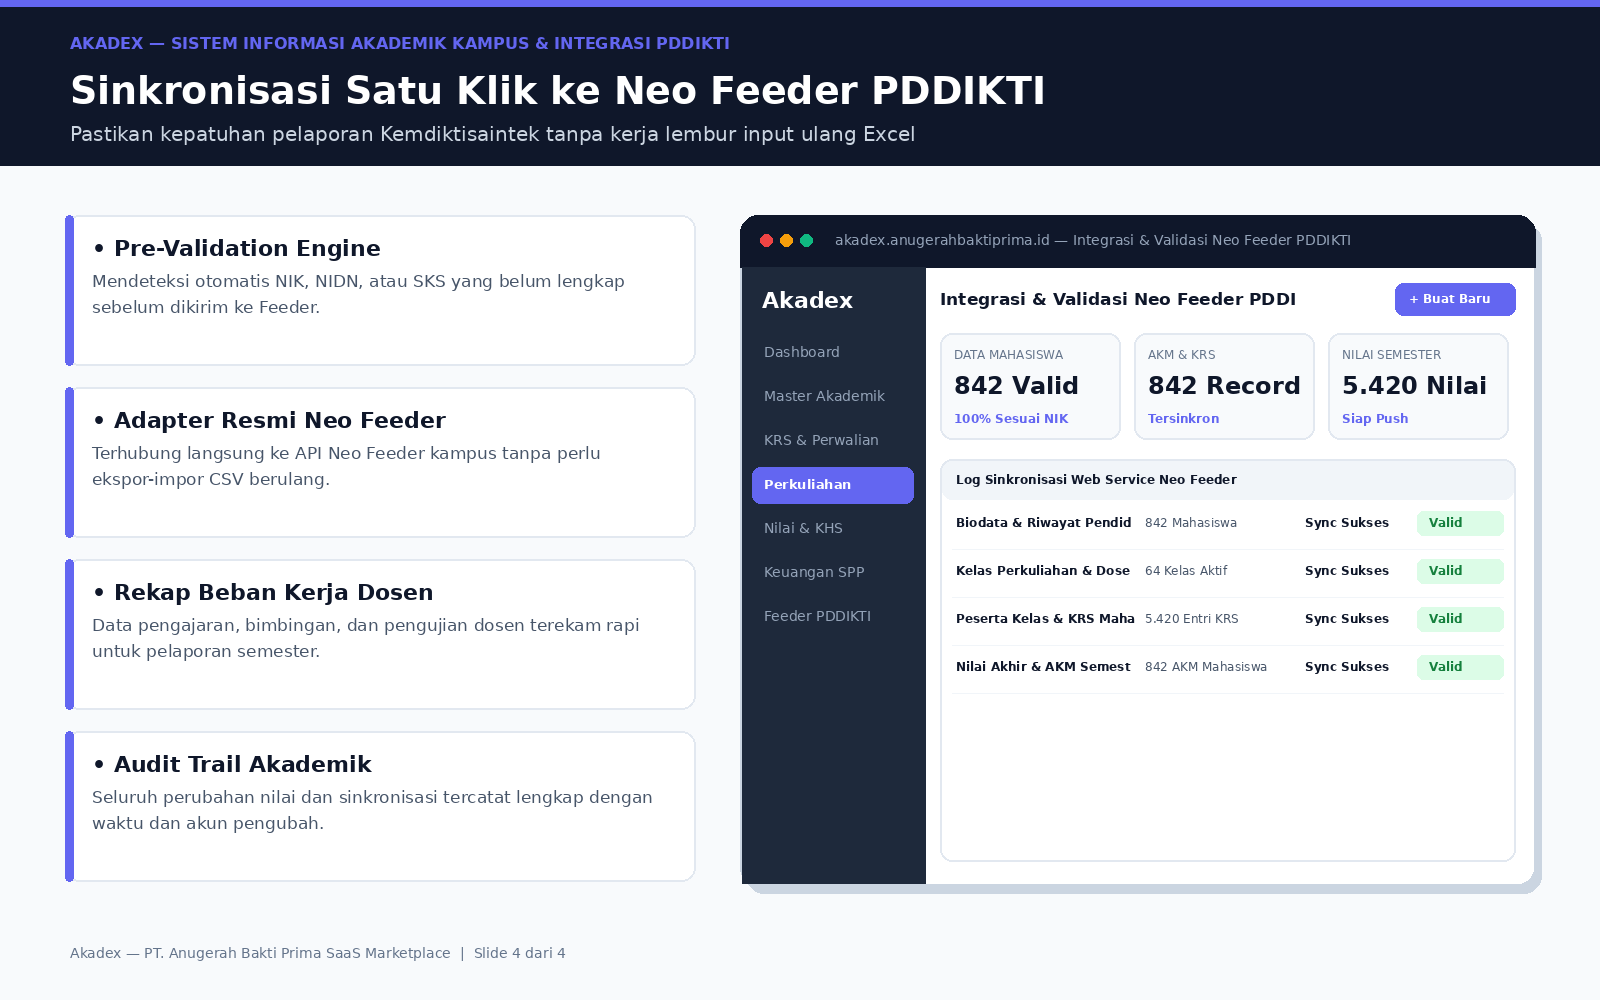 AKADEX — SISTEM INFORMASI AKADEMIK KAMPUS & INTEGRASI PDDIKTI
Sinkronisasi Satu Klik ke Neo Feeder PDDIKTI
Pastikan kepatuhan pelaporan Kemdiktisaintek tanpa kerja lembur input ulang Excel
• Pre-Validation Engine
Mendeteksi otomatis NIK, NIDN, atau SKS yang belum lengkap
sebelum dikirim ke Feeder.
• Adapter Resmi Neo Feeder
Terhubung langsung ke API Neo Feeder kampus tanpa perlu
ekspor-impor CSV berulang.
• Rekap Beban Kerja Dosen
Data pengajaran, bimbingan, dan pengujian dosen terekam rapi
untuk pelaporan semester.
• Audit Trail Akademik
Seluruh perubahan nilai dan sinkronisasi tercatat lengkap dengan
waktu dan akun pengubah.
akadex.anugerahbaktiprima.id — Integrasi & Validasi Neo Feeder PDDIKTI
Akadex
Dashboard
Master Akademik
KRS & Perwalian
Perkuliahan
Nilai & KHS
Keuangan SPP
Feeder PDDIKTI
Integrasi & Validasi Neo Feeder PDDI
+ Buat Baru
DATA MAHASISWA
842 Valid
100% Sesuai NIK
AKM & KRS
842 Record
Tersinkron
NILAI SEMESTER
5.420 Nilai
Siap Push
Log Sinkronisasi Web Service Neo Feeder
Biodata & Riwayat Pendid 842 Mahasiswa Sync Sukses Valid
Kelas Perkuliahan & Dose 64 Kelas Aktif Sync Sukses Valid
Peserta Kelas & KRS Maha 5.420 Entri KRS Sync Sukses Valid
Nilai Akhir & AKM Semest 842 AKM Mahasiswa Sync Sukses Valid
Akadex — PT. Anugerah Bakti Prima SaaS Marketplace | Slide 4 dari 4